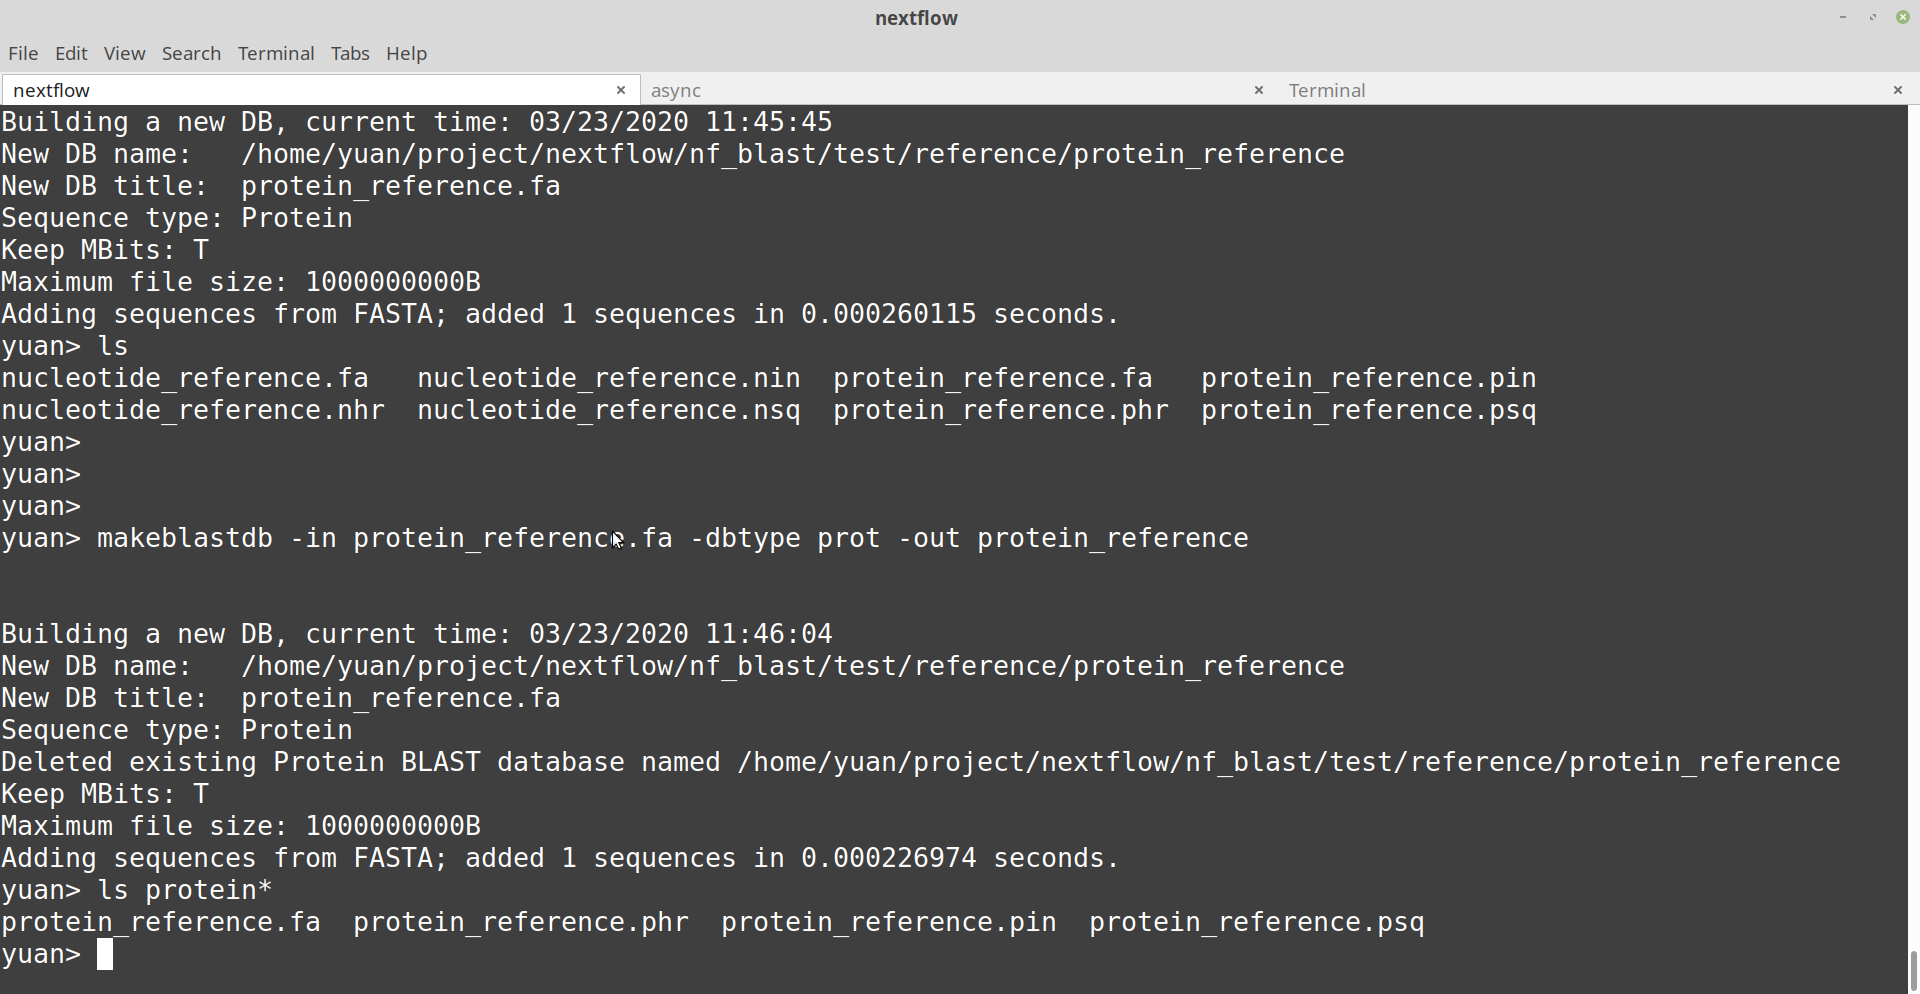 nextflow
File Edit View Search Terminal Tabs Help
nextflow async Terminal
Building a new DB, current time: 03/23/2020 11:45:45
New DB name:   /home/yuan/project/nextflow/nf_blast/test/reference/protein_reference
New DB title:  protein_reference.fa
Sequence type: Protein
Keep MBits: T
Maximum file size: 1000000000B
Adding sequences from FASTA; added 1 sequences in 0.000260115 seconds.
yuan> ls
nucleotide_reference.fa   nucleotide_reference.nin  protein_reference.fa   protein_reference.pin
nucleotide_reference.nhr  nucleotide_reference.nsq  protein_reference.phr  protein_reference.psq
yuan>
yuan>
yuan>
yuan> makeblastdb -in protein_reference.fa -dbtype prot -out protein_reference
Building a new DB, current time: 03/23/2020 11:46:04
New DB name:   /home/yuan/project/nextflow/nf_blast/test/reference/protein_reference
New DB title:  protein_reference.fa
Sequence type: Protein
Deleted existing Protein BLAST database named /home/yuan/project/nextflow/nf_blast/test/reference/protein_reference
Keep MBits: T
Maximum file size: 1000000000B
Adding sequences from FASTA; added 1 sequences in 0.000226974 seconds.
yuan> ls protein*
protein_reference.fa  protein_reference.phr  protein_reference.pin  protein_reference.psq
yuan>